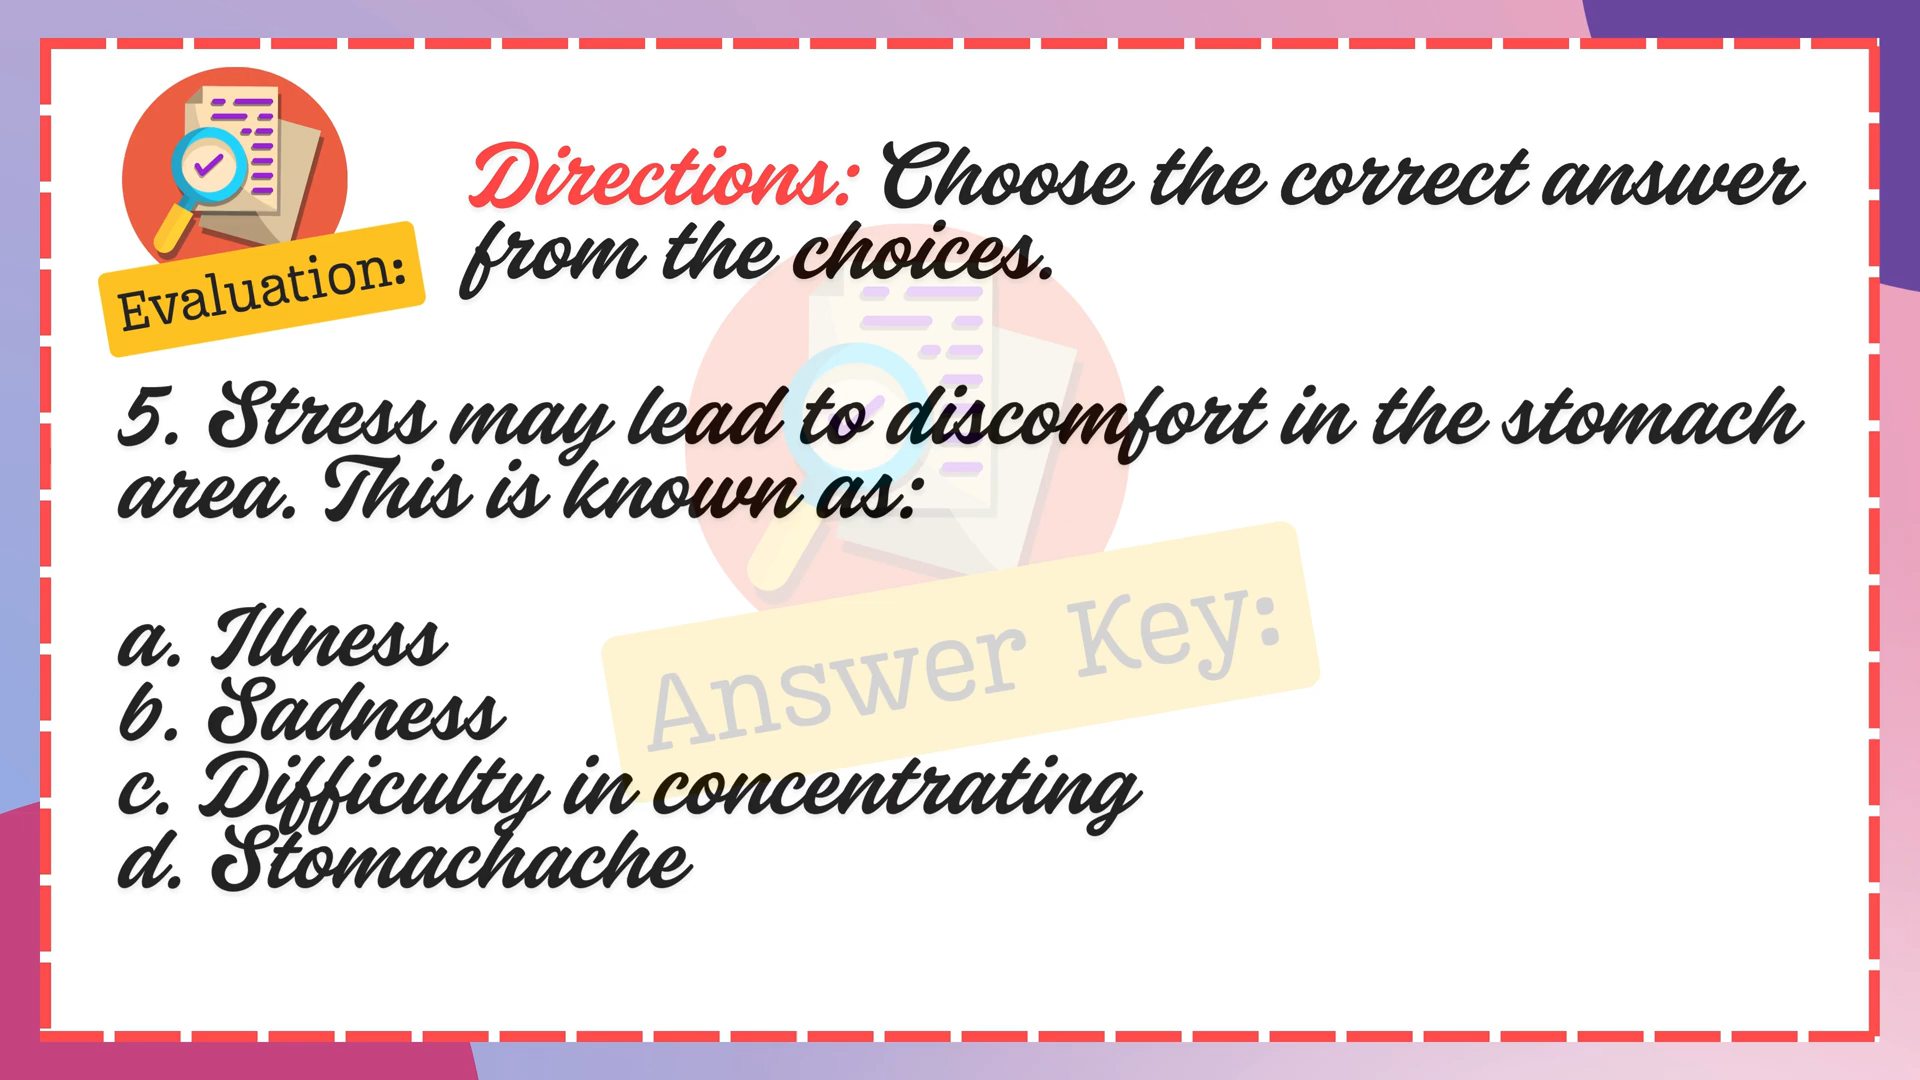 Evaluation:
Directions: Choose the correct answer
from the choices.
5. Stress may lead to discomfort in the stomach
area. This is known as:
Answer Key:
a. Illness
b. Sadness
c. Difficulty in concentrating
d. Stomachache